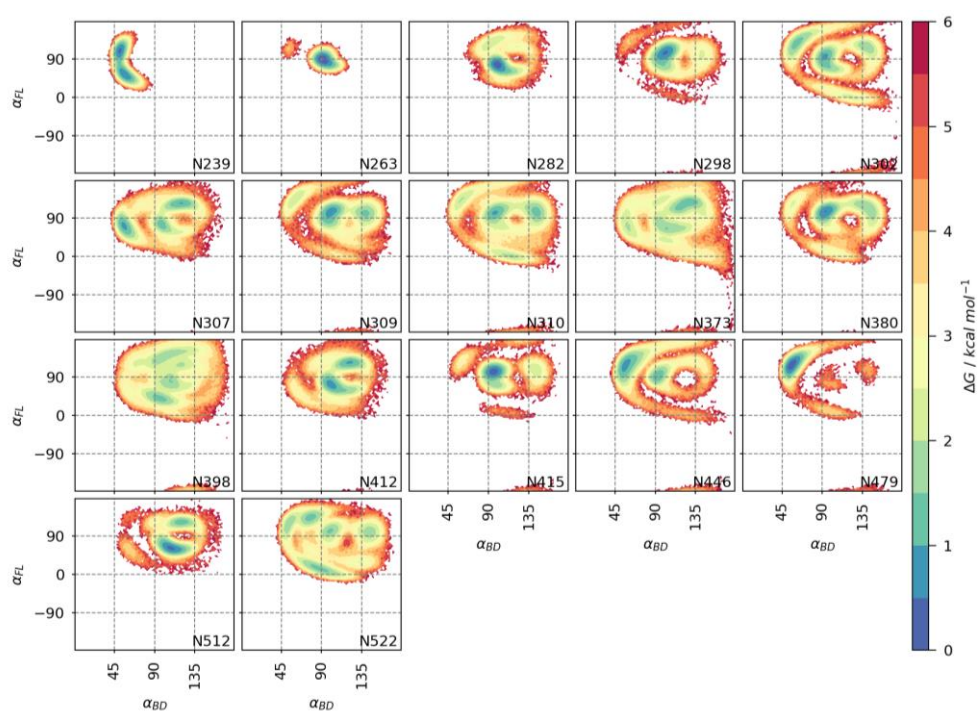 α_FL
90
0
−90
N239
N263
N282
N298
N302
α_FL
90
0
−90
N307
N309
N310
N373
N380
α_FL
90
0
−90
N398
N412
N415
N446
N479
45
90
135
45
90
135
45
90
135
α_BD
α_BD
α_BD
α_FL
90
0
−90
N512
N522
45
90
135
45
90
135
α_BD
α_BD
6
5
4
3
2
1
0
ΔG / kcal mol⁻¹